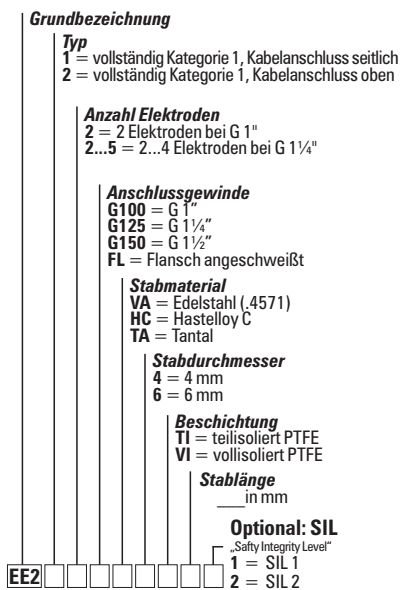 Grundbezeichnung
Typ
1 = vollständig Kategorie 1, Kabelanschluss seitlich
2 = vollständig Kategorie 1, Kabelanschluss oben
Anzahl Elektroden
2 = 2 Elektroden bei G 1"
2...5 = 2...4 Elektroden bei G 1¼"
Anschlussgewinde
G100 = G 1″
G125 = G 1¼″
G150 = G 1½″
FL = Flansch angeschweißt
Stabmaterial
VA = Edelstahl (.4571)
HC = Hastelloy C
TA = Tantal
Stabdurchmesser
4 = 4 mm
6 = 6 mm
Beschichtung
TI = teilisoliert PTFE
VI = vollisoliert PTFE
Stablänge
___in mm
Optional: SIL
„Safty Integrity Level“
1 = SIL 1
2 = SIL 2
EE2